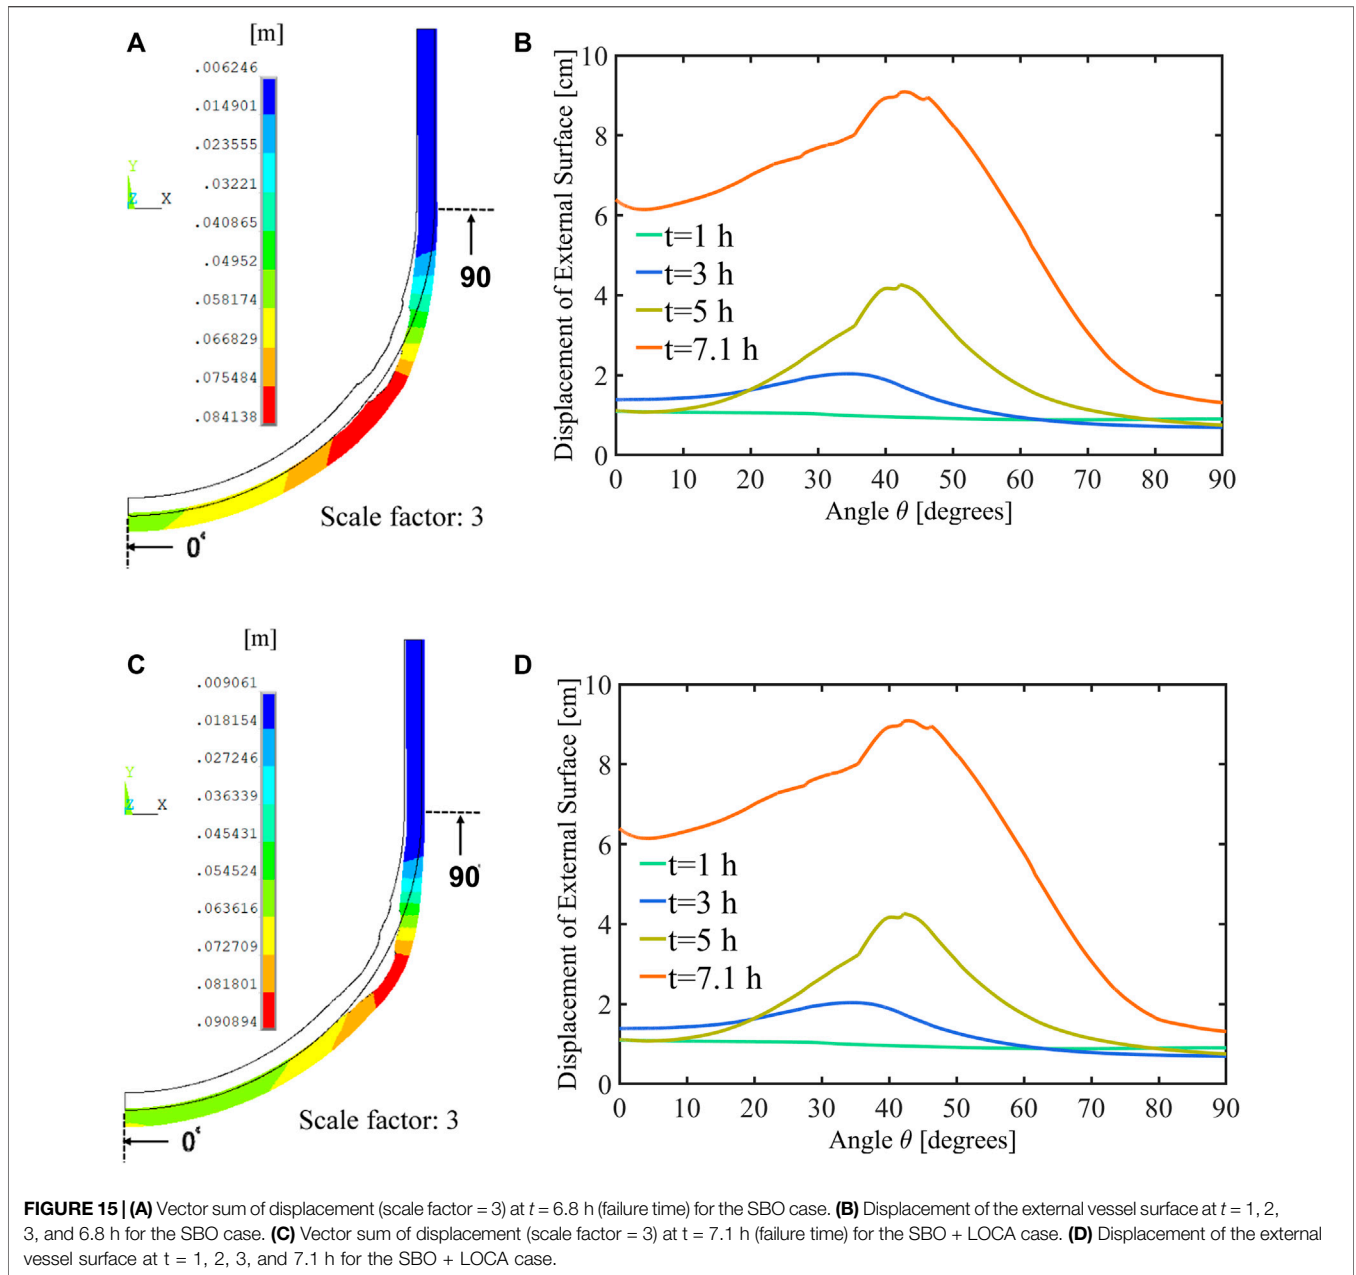 A
[m]
.006246
.014901
.023555
.03221
.040865
.04952
.058174
.066829
.075484
.084138
Y
Z X
90
0°
Scale factor: 3
B
Displacement of External Surface [cm]
10
8
6
4
2
0
t=1 h
t=3 h
t=5 h
t=7.1 h
0 10 20 30 40 50 60 70 80 90
Angle θ [degrees]
C
[m]
.009061
.018154
.027246
.036339
.045431
.054524
.063616
.072709
.081801
.090894
Y
Z X
90°
0°
Scale factor: 3
D
Displacement of External Surface [cm]
10
8
6
4
2
0
t=1 h
t=3 h
t=5 h
t=7.1 h
0 10 20 30 40 50 60 70 80 90
Angle θ [degrees]
FIGURE 15 | (A) Vector sum of displacement (scale factor = 3) at t = 6.8 h (failure time) for the SBO case. (B) Displacement of the external vessel surface at t = 1, 2,
3, and 6.8 h for the SBO case. (C) Vector sum of displacement (scale factor = 3) at t = 7.1 h (failure time) for the SBO + LOCA case. (D) Displacement of the external
vessel surface at t = 1, 2, 3, and 7.1 h for the SBO + LOCA case.